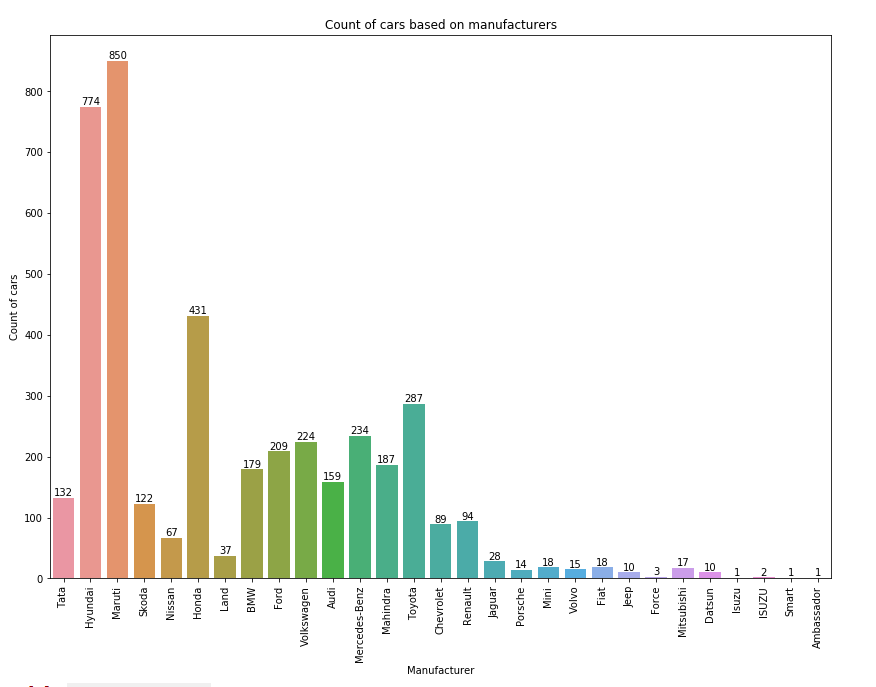 Count of cars based on manufacturers
850
800
774
700
600
500
431
400
300
287
234
224
209
200
187
179
159
132
122
100
94
89
67
37
28
18
18
17
15
14
10
10
3
2
1
1
1
0
Count of cars
Tata
Hyundai
Maruti
Skoda
Nissan
Honda
Land
BMW
Ford
Volkswagen
Audi
Mercedes-Benz
Mahindra
Toyota
Chevrolet
Renault
Jaguar
Porsche
Mini
Volvo
Fiat
Jeep
Force
Mitsubishi
Datsun
Isuzu
ISUZU
Smart
Ambassador
Manufacturer